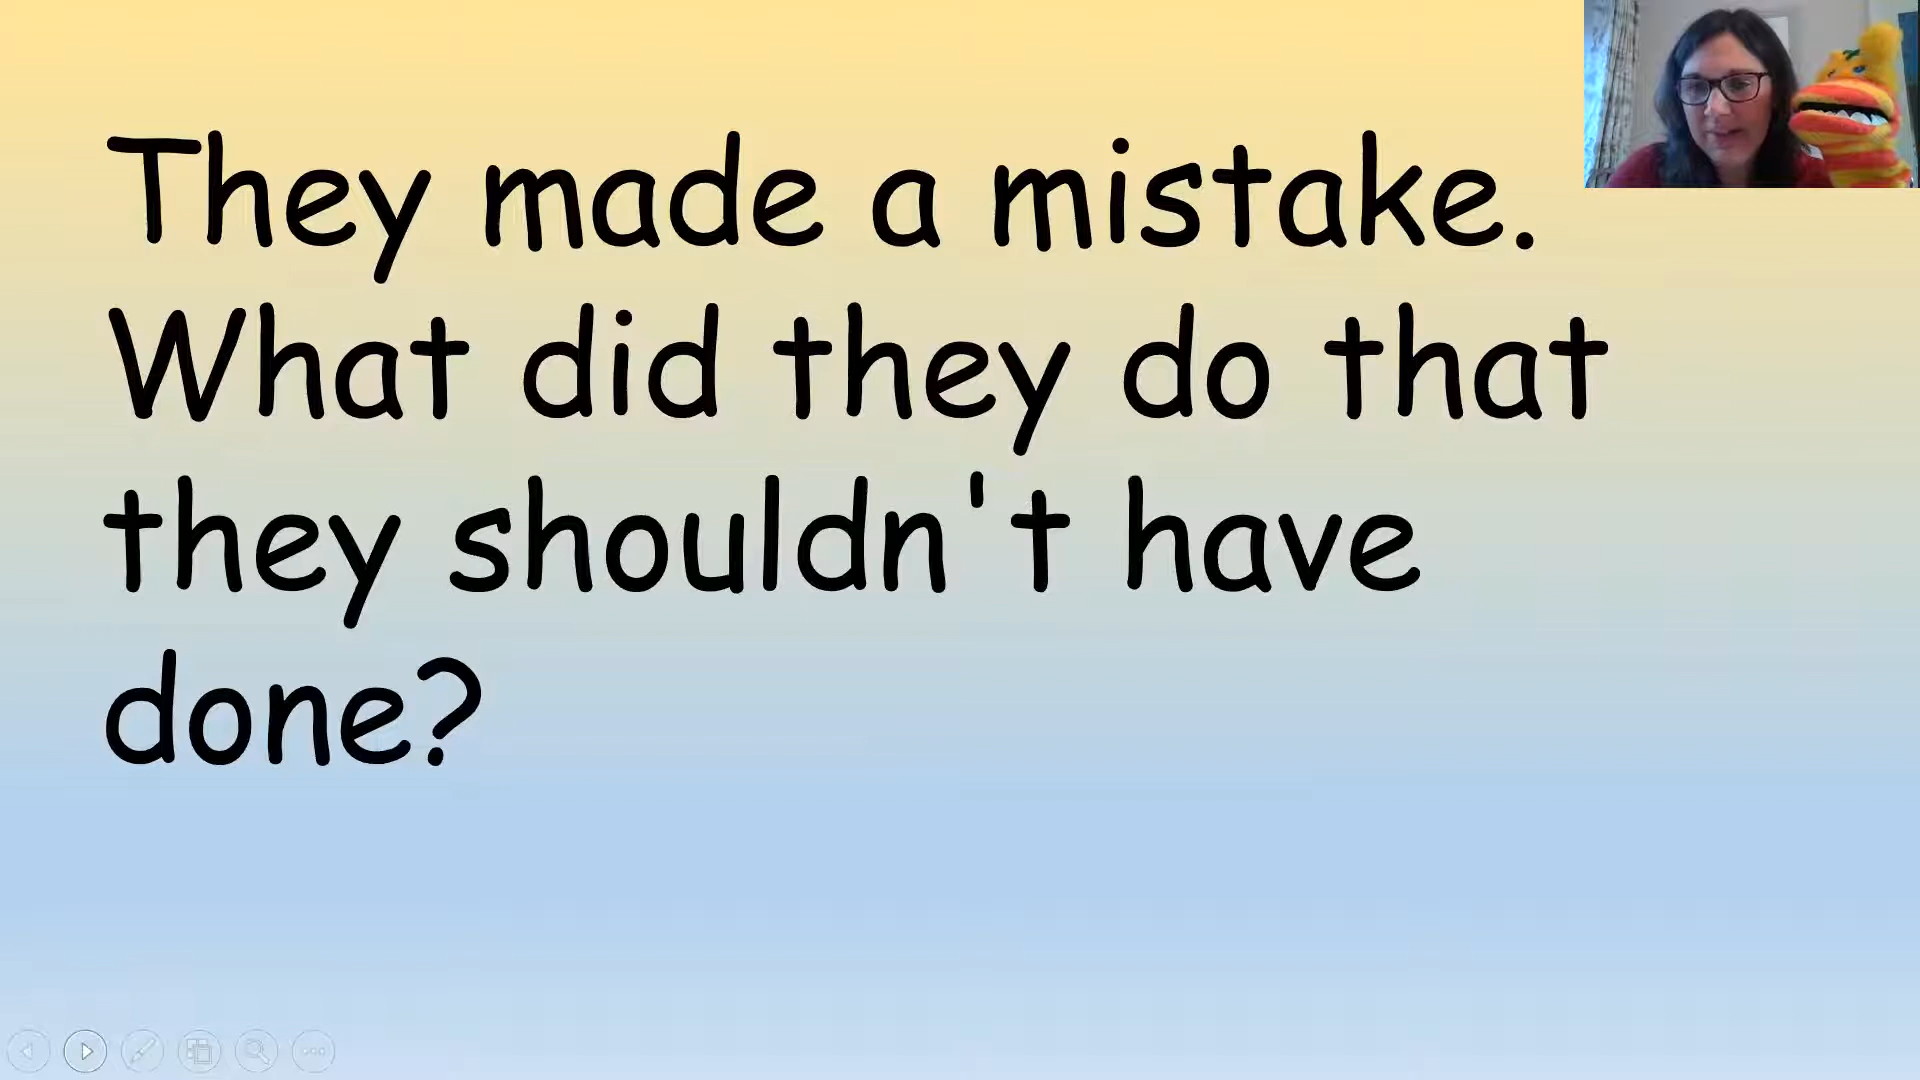 They made a mistake.
What did they do that
they shouldn't have
done?